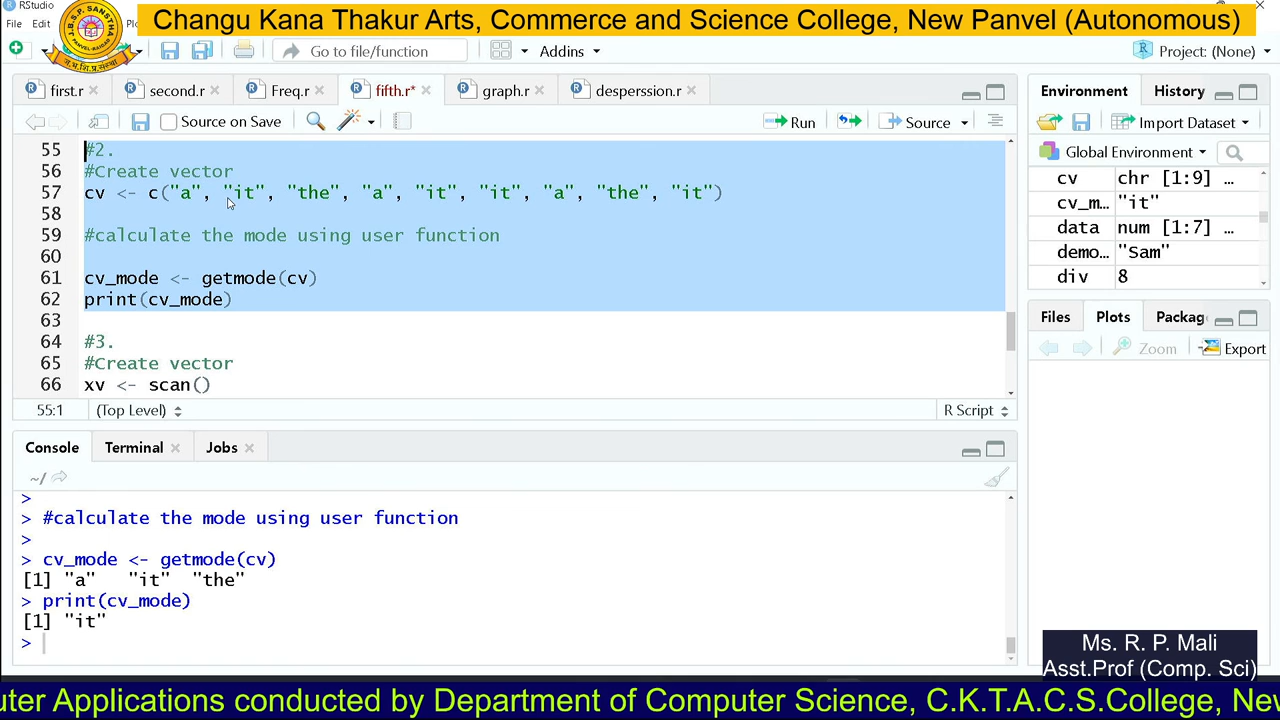 RStudio
Changu Kana Thakur Arts, Commerce and Science College, New Panvel (Autonomous)
File Edit
Go to file/function
Addins
Project: (None)
first.r
second.r
Freq.r
fifth.r*
graph.r
desperssion.r
Source on Save
Run
Source
55 #2.
56 #Create vector
57 cv <- c("a", "it", "the", "a", "it", "it", "a", "the", "it")
58
59 #calculate the mode using user function
60
61 cv_mode <- getmode(cv)
62 print(cv_mode)
63
64 #3.
65 #Create vector
66 xv <- scan()
55:1 (Top Level) R Script
Console Terminal Jobs
~/
>
> #calculate the mode using user function
>
> cv_mode <- getmode(cv)
[1] "a" "it" "the"
> print(cv_mode)
[1] "it"
>
Environment History
Import Dataset
Global Environment
cv chr [1:9] …
cv_m… "it"
data num [1:7] …
demo… "Sam"
div 8
Files Plots Packag
Zoom Export
Ms. R. P. Mali
Asst.Prof (Comp. Sci)
uter Applications conducted by Department of Computer Science, C.K.T.A.C.S.College, Nev